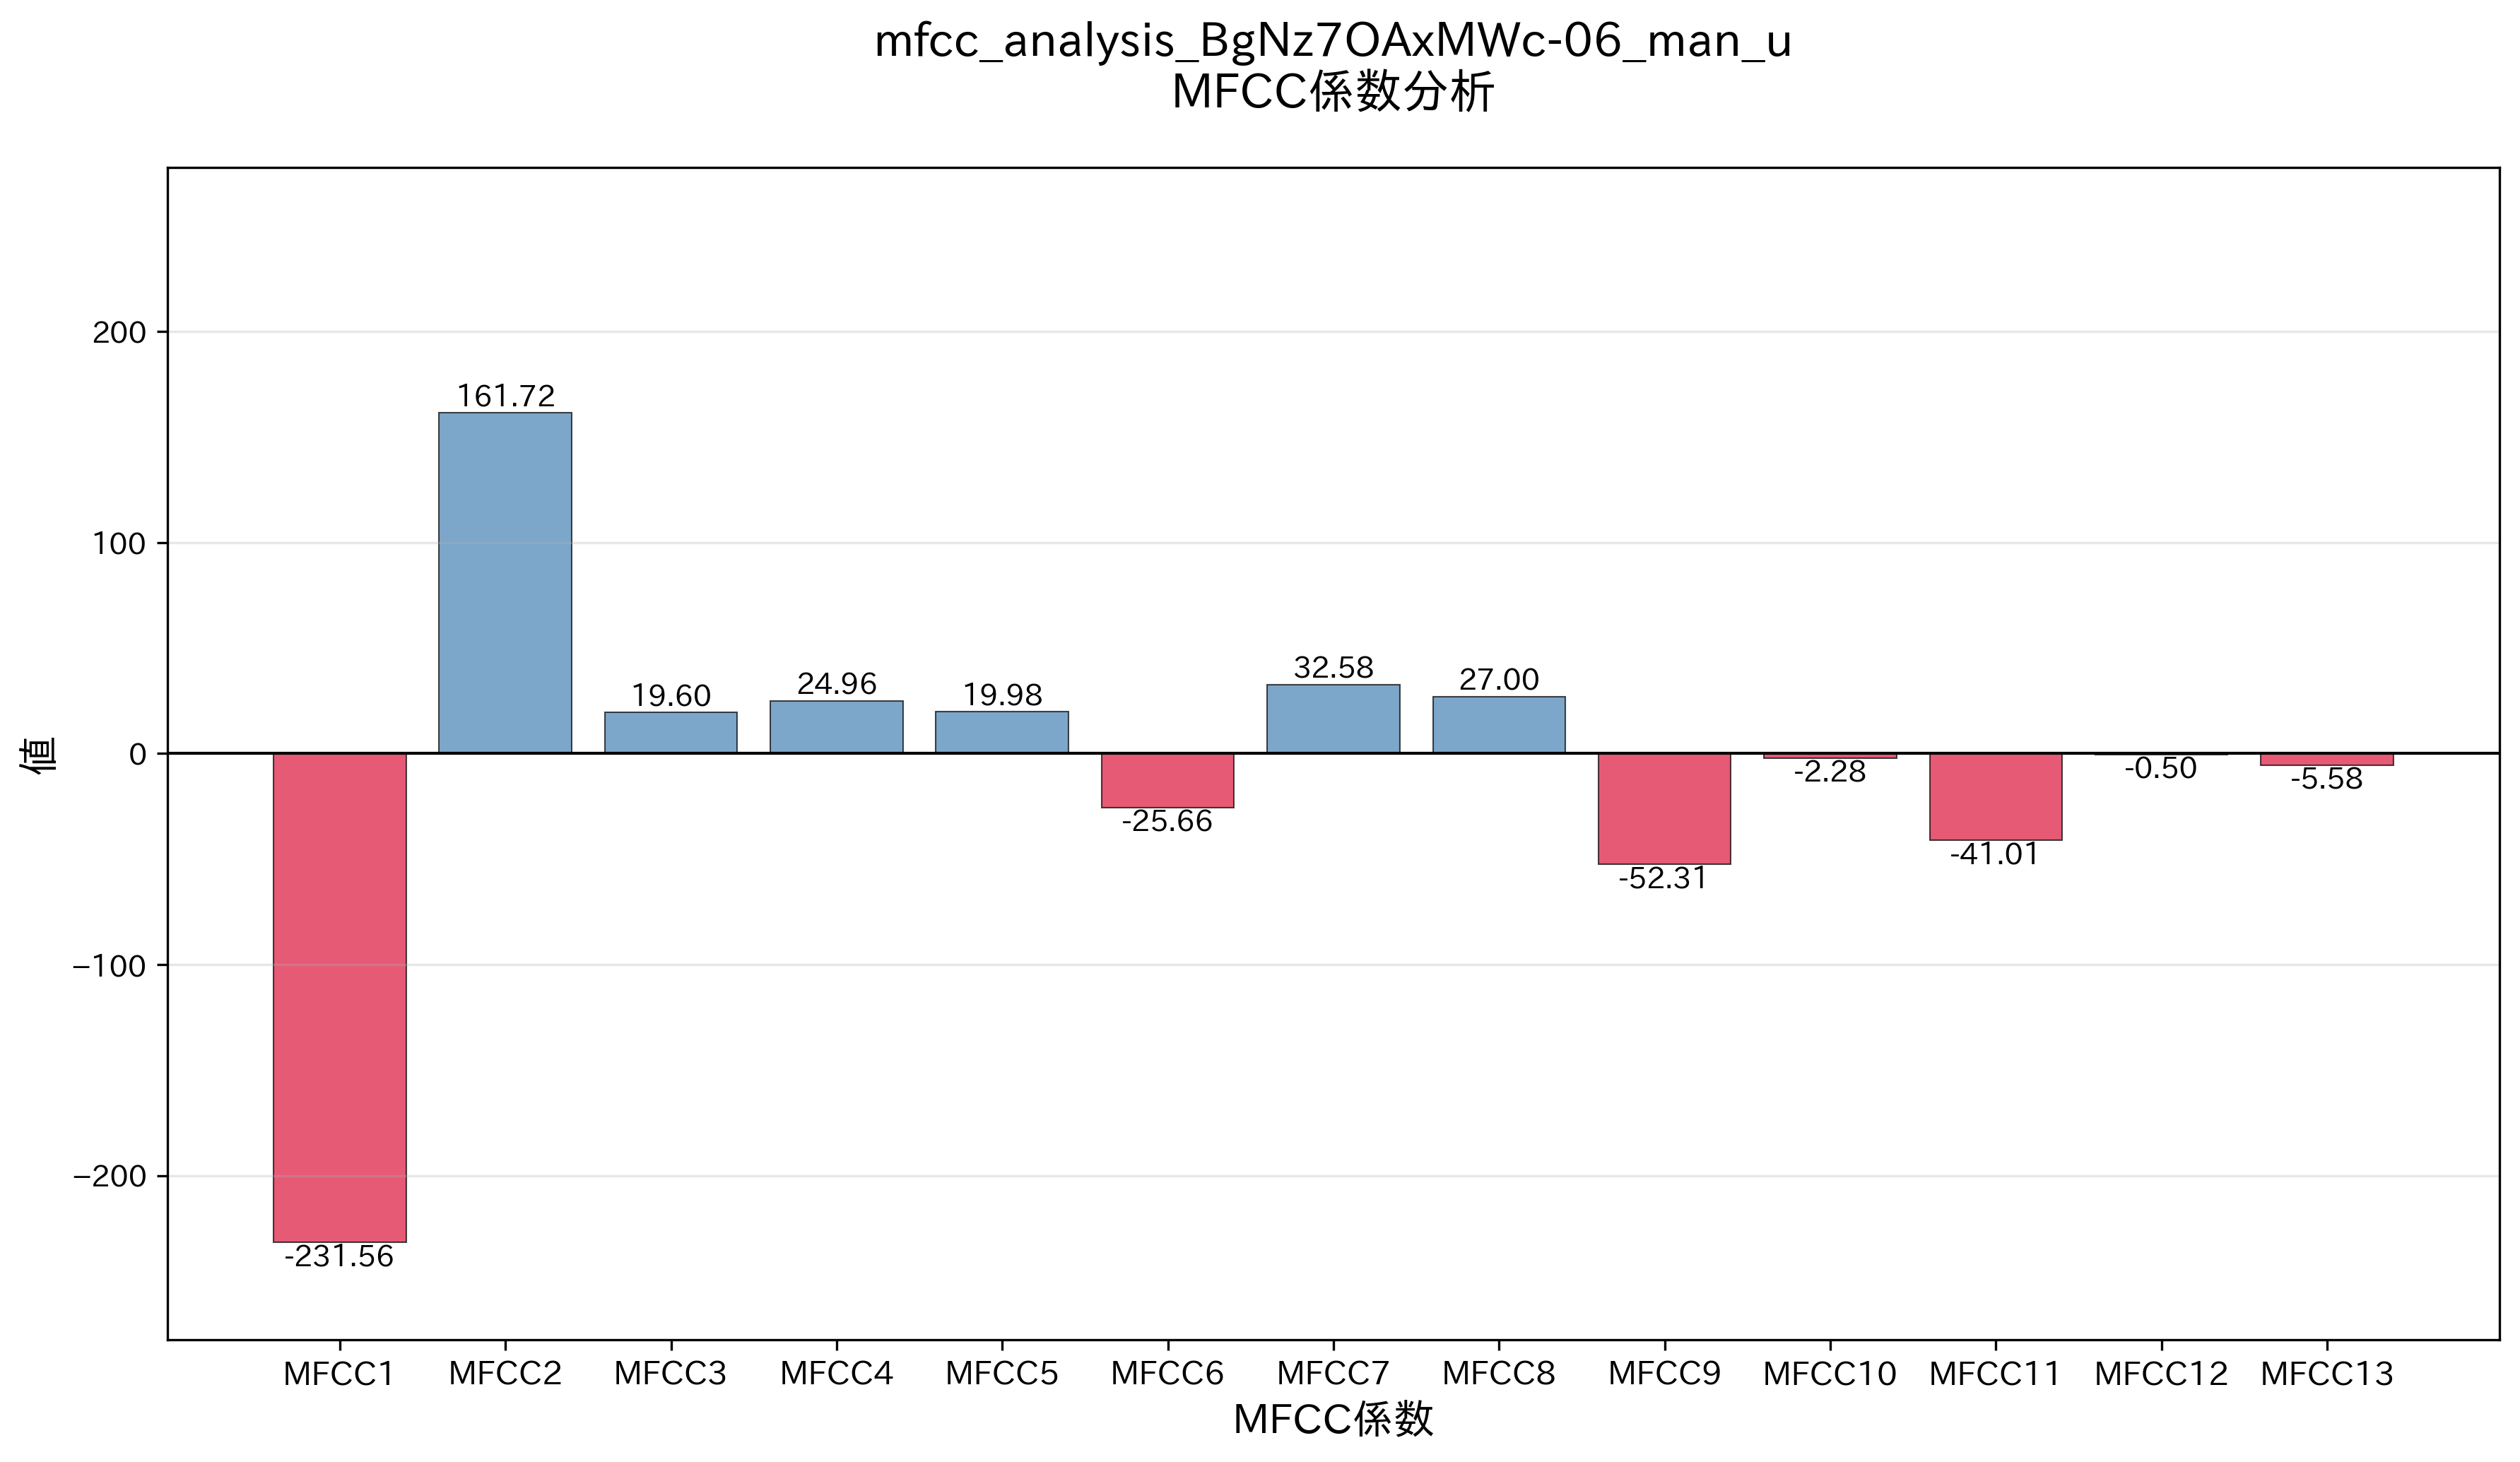 mfcc_analysis_BgNz7OAxMWc-06_man_u
MFCC係数分析
値
200
100
0
−100
−200
-231.56
161.72
19.60
24.96
19.98
-25.66
32.58
27.00
-52.31
-2.28
-41.01
-0.50
-5.58
MFCC1
MFCC2
MFCC3
MFCC4
MFCC5
MFCC6
MFCC7
MFCC8
MFCC9
MFCC10
MFCC11
MFCC12
MFCC13
MFCC係数